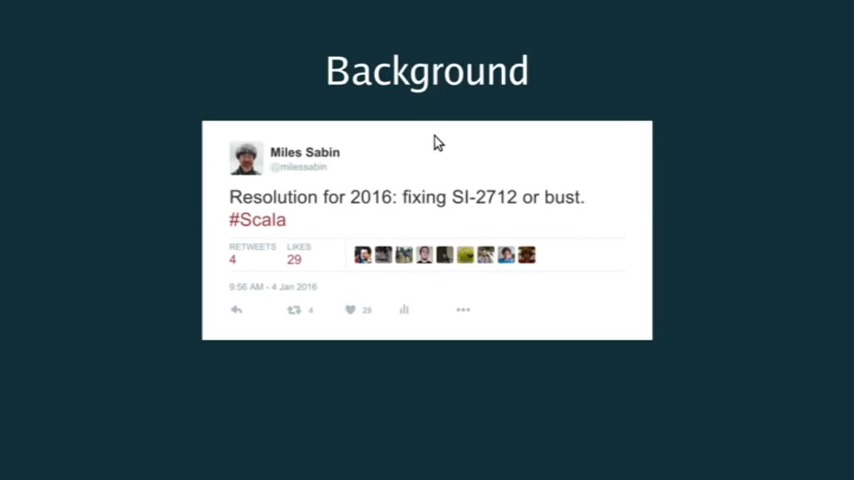 Background
Miles Sabin
@milessabin
Resolution for 2016: fixing SI-2712 or bust.
#Scala
RETWEETS LIKES
4 29
9:56 AM - 4 Jan 2016
4 29